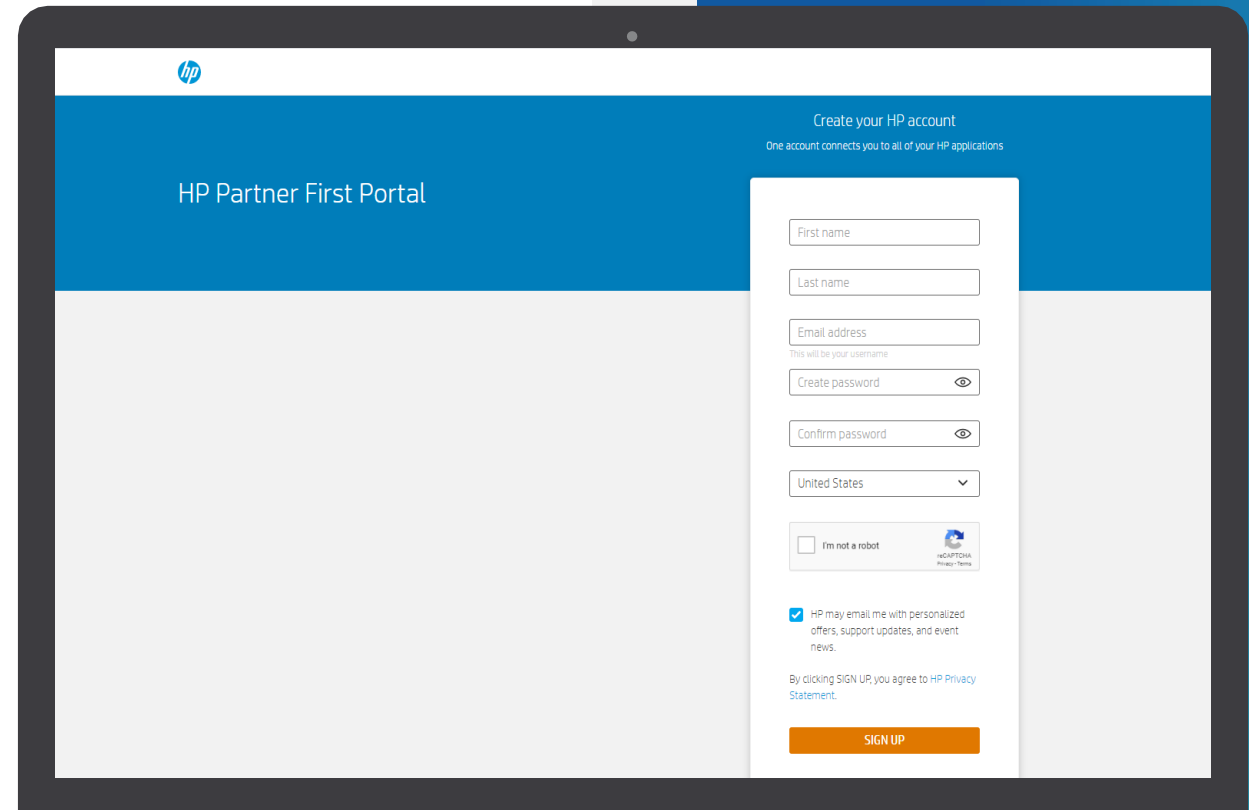 hp
Create your HP account
One account connects you to all of your HP applications
HP Partner First Portal
First name
Last name
Email address
This will be your username
Create password
Confirm password
United States
I'm not a robot
reCAPTCHA
Privacy - Terms
HP may email me with personalized
offers, support updates, and event
news.
By clicking SIGN UP, you agree to HP Privacy
Statement.
SIGN UP